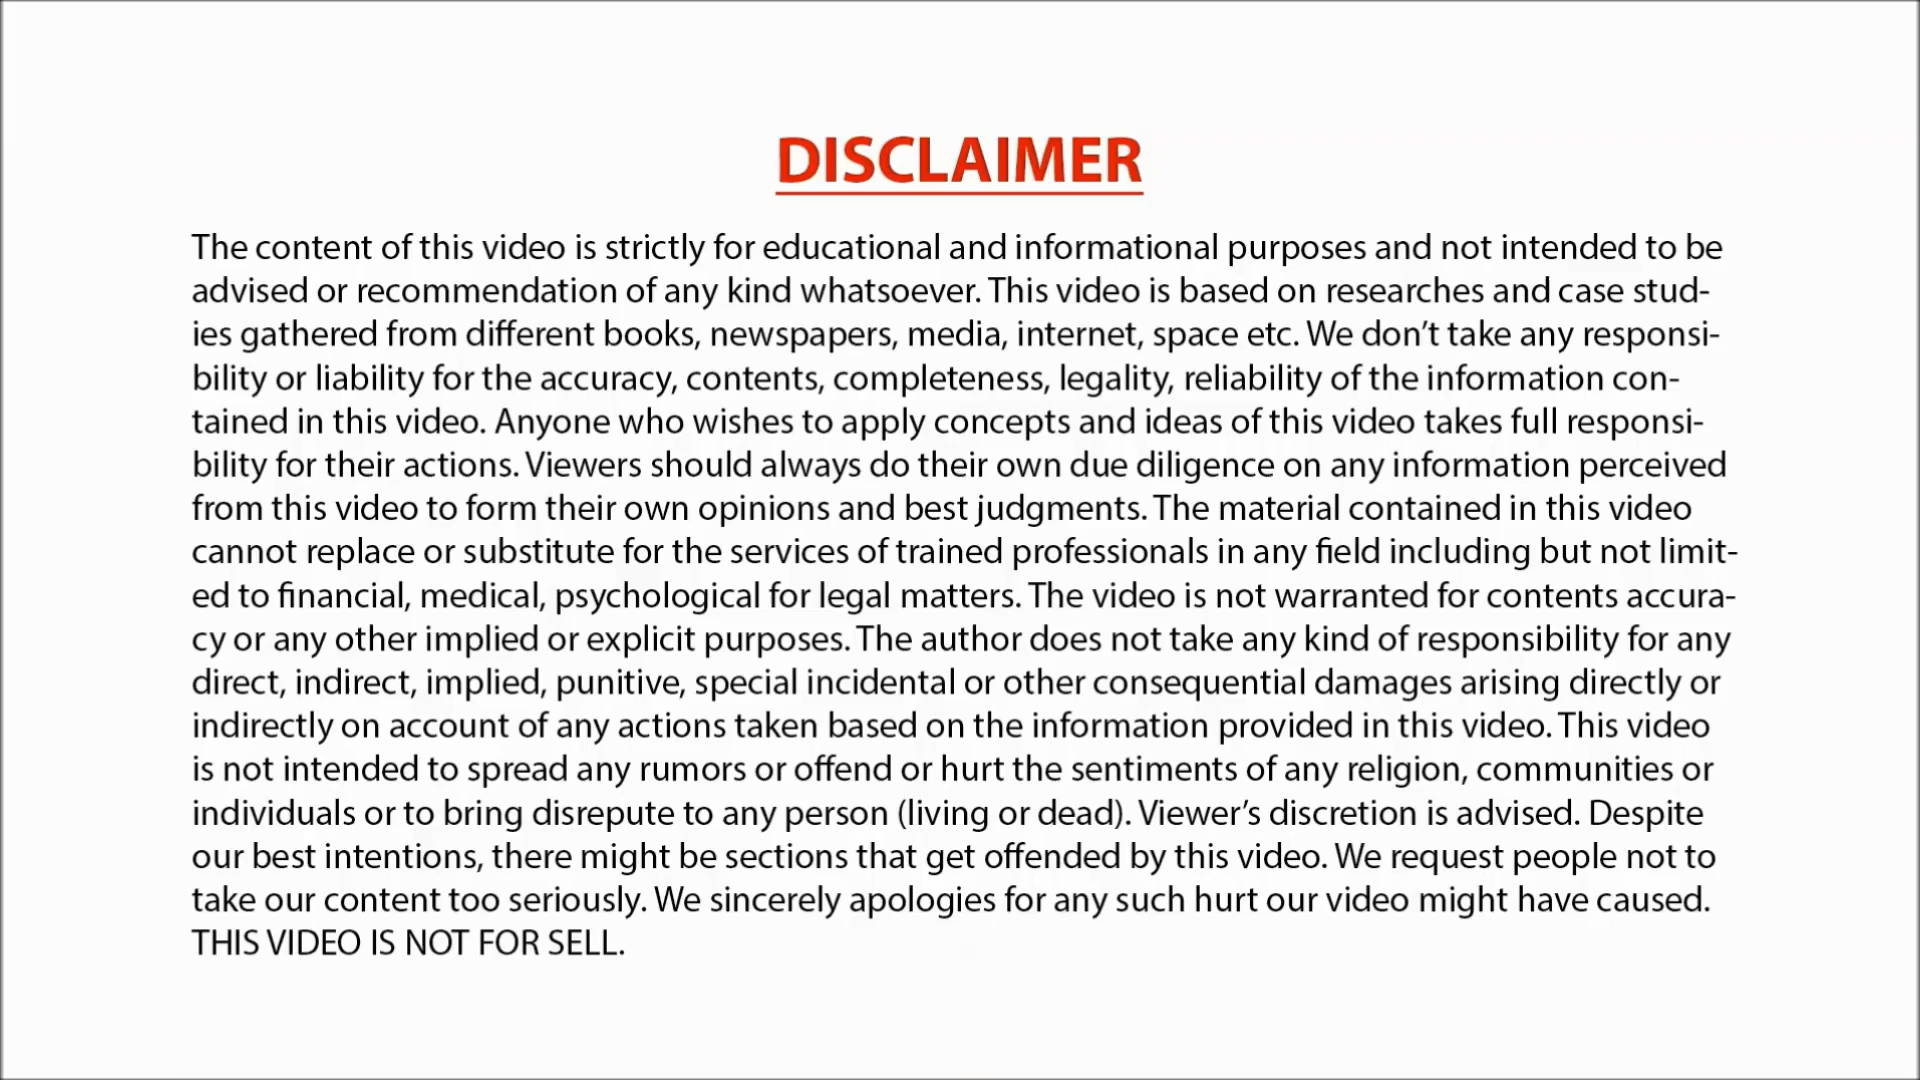 DISCLAIMER
The content of this video is strictly for educational and informational purposes and not intended to be
advised or recommendation of any kind whatsoever. This video is based on researches and case stud-
ies gathered from different books, newspapers, media, internet, space etc. We don’t take any responsi-
bility or liability for the accuracy, contents, completeness, legality, reliability of the information con-
tained in this video. Anyone who wishes to apply concepts and ideas of this video takes full responsi-
bility for their actions. Viewers should always do their own due diligence on any information perceived
from this video to form their own opinions and best judgments. The material contained in this video
cannot replace or substitute for the services of trained professionals in any field including but not limit-
ed to financial, medical, psychological for legal matters. The video is not warranted for contents accura-
cy or any other implied or explicit purposes. The author does not take any kind of responsibility for any
direct, indirect, implied, punitive, special incidental or other consequential damages arising directly or
indirectly on account of any actions taken based on the information provided in this video. This video
is not intended to spread any rumors or offend or hurt the sentiments of any religion, communities or
individuals or to bring disrepute to any person (living or dead). Viewer’s discretion is advised. Despite
our best intentions, there might be sections that get offended by this video. We request people not to
take our content too seriously. We sincerely apologies for any such hurt our video might have caused.
THIS VIDEO IS NOT FOR SELL.